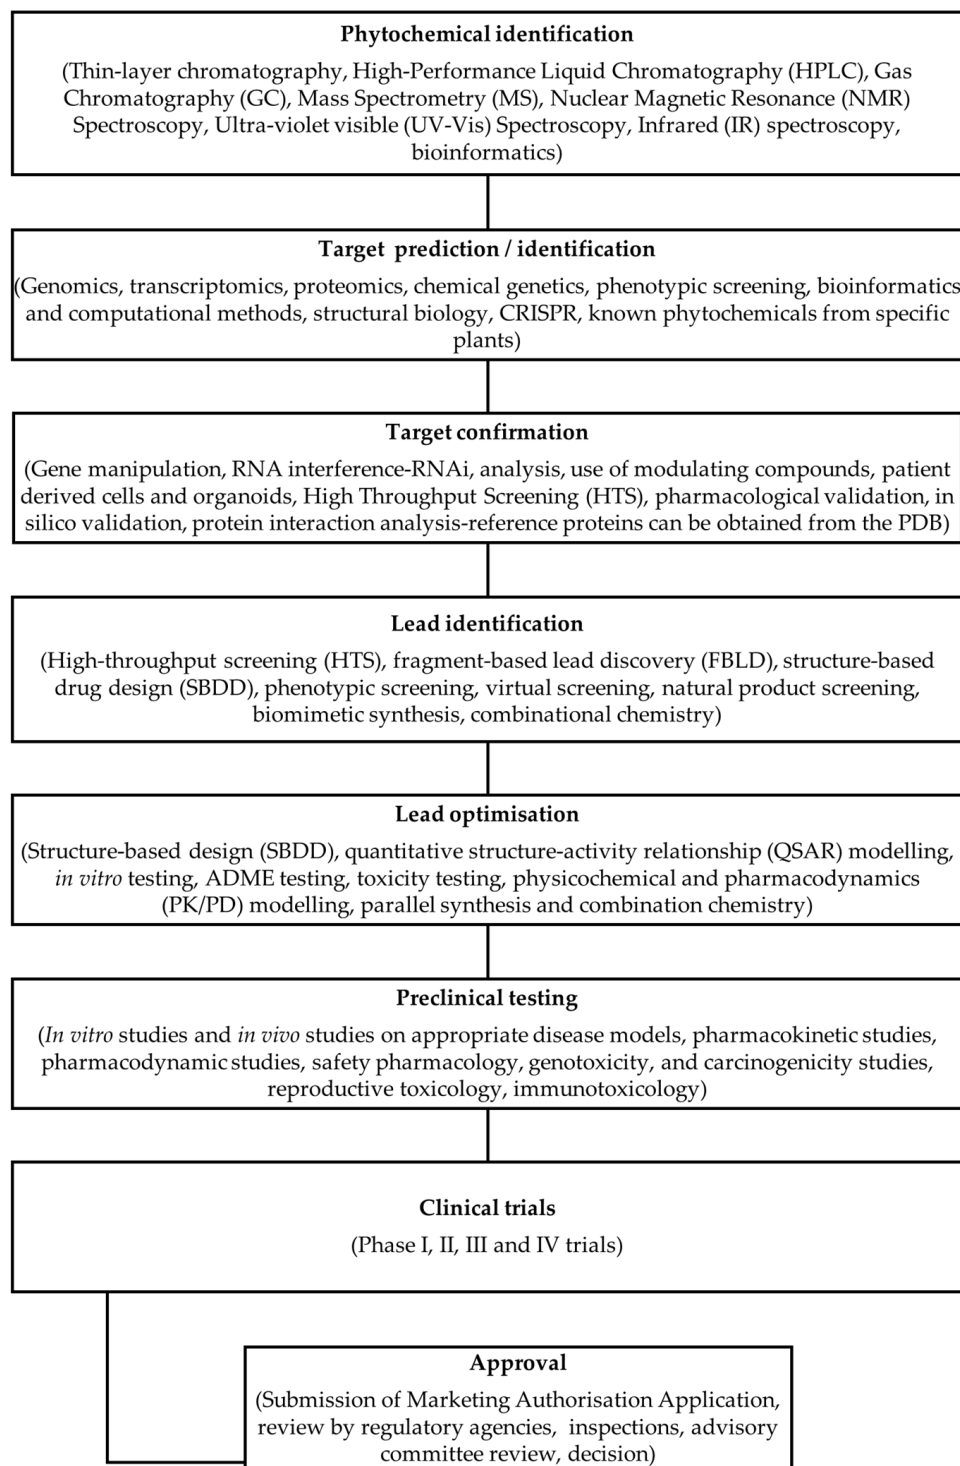 Phytochemical identification
(Thin-layer chromatography, High-Performance Liquid Chromatography (HPLC), Gas
Chromatography (GC), Mass Spectrometry (MS), Nuclear Magnetic Resonance (NMR)
Spectroscopy, Ultra-violet visible (UV-Vis) Spectroscopy, Infrared (IR) spectroscopy,
bioinformatics)
Target prediction / identification
(Genomics, transcriptomics, proteomics, chemical genetics, phenotypic screening, bioinformatics
and computational methods, structural biology, CRISPR, known phytochemicals from specific
plants)
Target confirmation
(Gene manipulation, RNA interference-RNAi, analysis, use of modulating compounds, patient
derived cells and organoids, High Throughput Screening (HTS), pharmacological validation, in
silico validation, protein interaction analysis-reference proteins can be obtained from the PDB)
Lead identification
(High-throughput screening (HTS), fragment-based lead discovery (FBLD), structure-based
drug design (SBDD), phenotypic screening, virtual screening, natural product screening,
biomimetic synthesis, combinational chemistry)
Lead optimisation
(Structure-based design (SBDD), quantitative structure-activity relationship (QSAR) modelling,
in vitro testing, ADME testing, toxicity testing, physicochemical and pharmacodynamics
(PK/PD) modelling, parallel synthesis and combination chemistry)
Preclinical testing
(In vitro studies and in vivo studies on appropriate disease models, pharmacokinetic studies,
pharmacodynamic studies, safety pharmacology, genotoxicity, and carcinogenicity studies,
reproductive toxicology, immunotoxicology)
Clinical trials
(Phase I, II, III and IV trials)
Approval
(Submission of Marketing Authorisation Application,
review by regulatory agencies, inspections, advisory
committee review, decision)